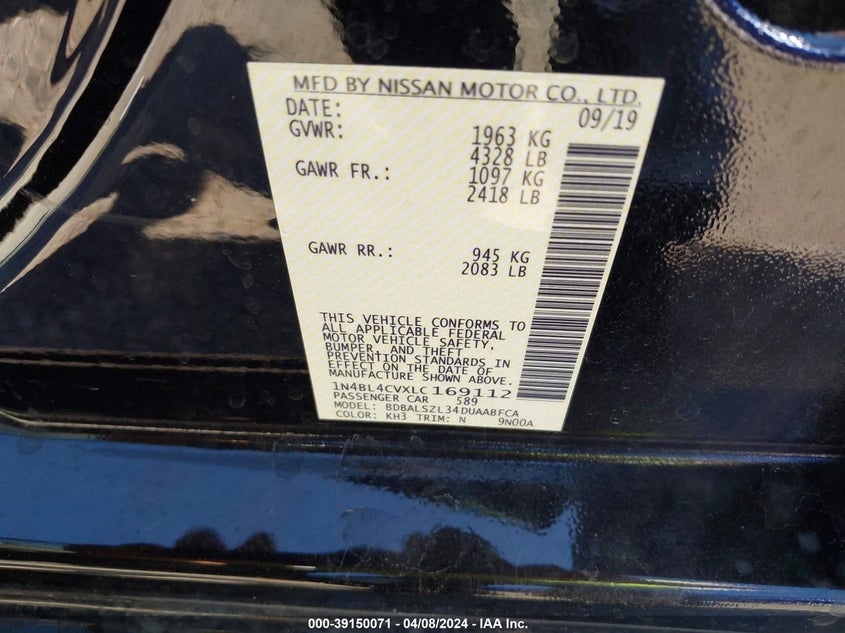 MFD BY NISSAN MOTOR CO., LTD.
DATE: 09/19
GVWR: 1963 KG
4328 LB
GAWR FR.: 1097 KG
2418 LB
GAWR RR.: 945 KG
2083 LB
THIS VEHICLE CONFORMS TO
ALL APPLICABLE FEDERAL
MOTOR VEHICLE SAFETY,
BUMPER, AND THEFT
PREVENTION STANDARDS IN
EFFECT ON THE DATE OF
MANUFACTURE SHOWN ABOVE.
1N4BL4CVXLC169112
PASSENGER CAR 589
MODEL: BDBALSZL34DUAABFCA
COLOR: KH3 TRIM: N 9N00A
000-39150071 - 04/08/2024 - IAA Inc.